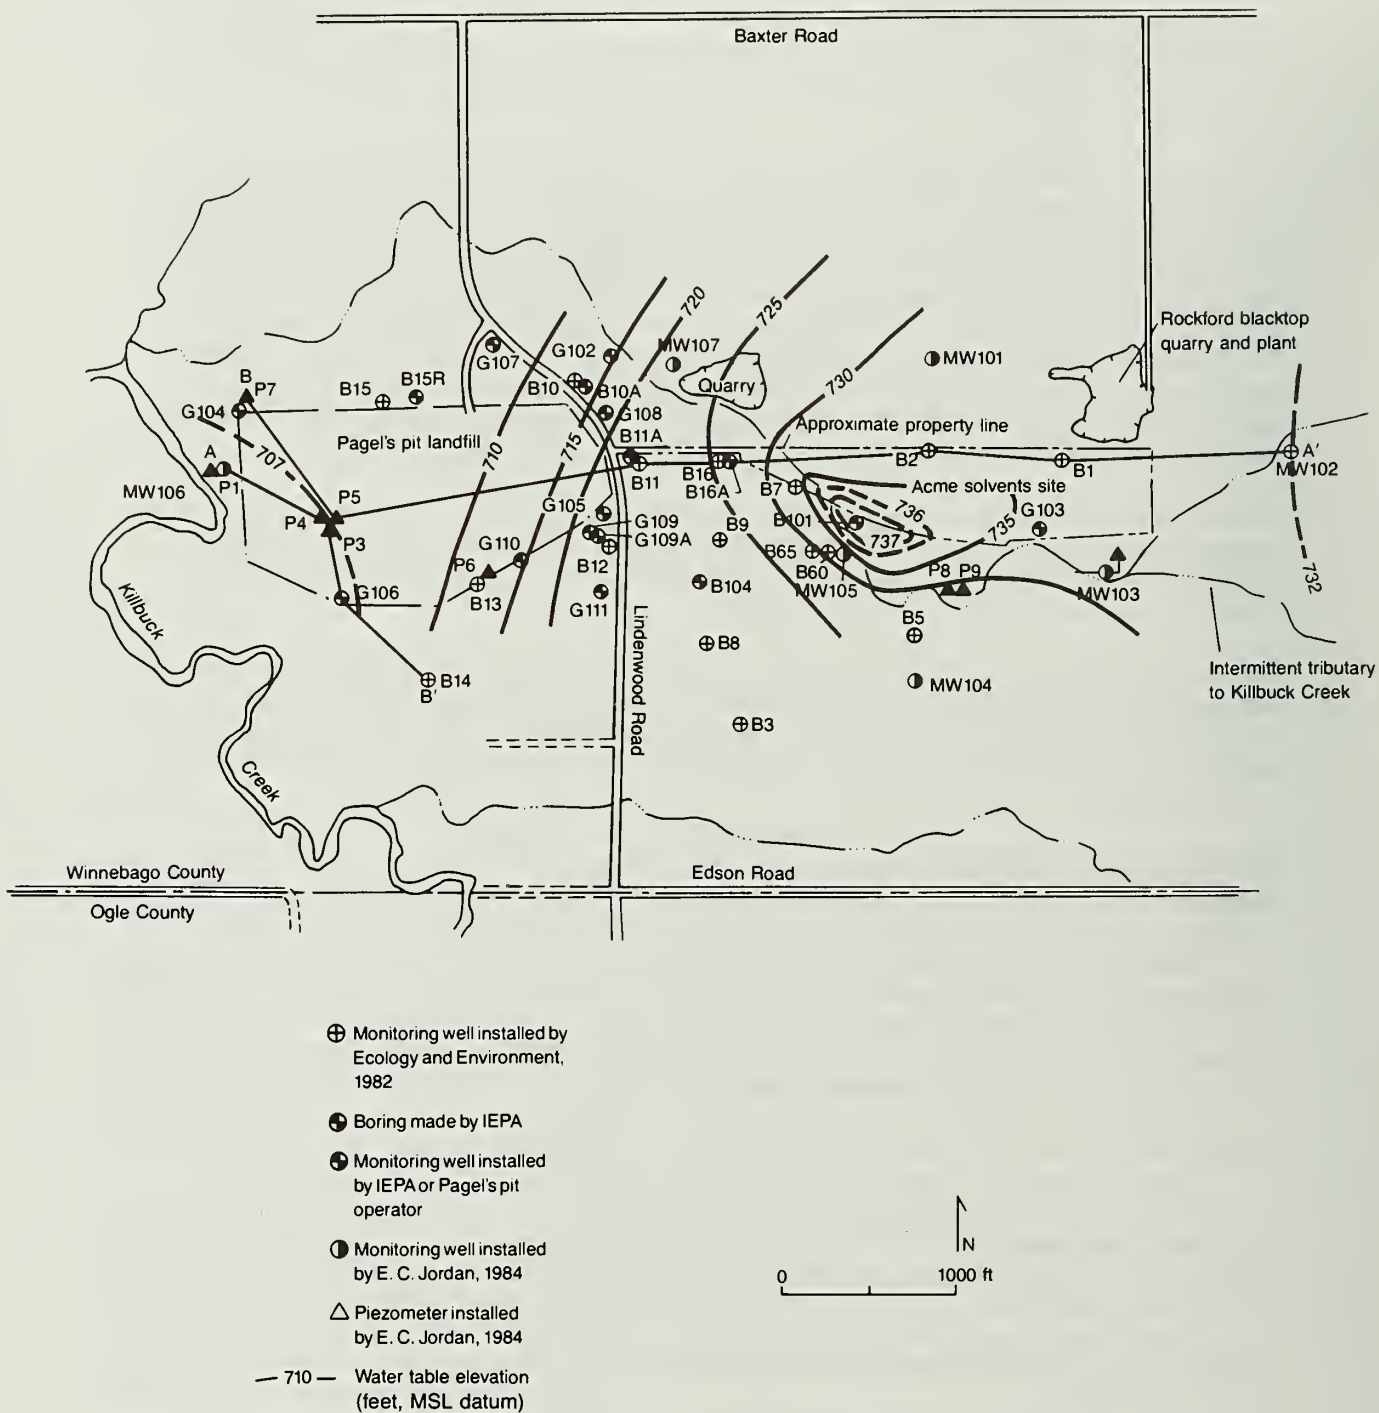 Baxter Road
720
725
Rockford blacktop
quarry and plant
G102
MW107
MW101
G107
730
B
P7
B15
B15R
B10
B10A
Quarry
G104
G108
Approximate property line
Pagel's pit landfill
710
715
B11A
A
707
B2
A'
P1
B11
B16
B16A
B7
B1
MW102
MW106
Acme solvents site
P5
G105
B101
736
735
G103
P4
P3
G109
G109A
B9
737
G110
B65
P6
B12
B60
P8
P9
732
G106
B13
G111
B104
MW105
MW103
Killbuck
Creek
B8
B5
Lindenwood Road
Intermittent tributary
to Killbuck Creek
B14
B'
MW104
B3
Winnebago County
Edson Road
Ogle County
Monitoring well installed by
Ecology and Environment,
1982
Boring made by IEPA
Monitoring well installed
by IEPA or Pagel's pit
operator
Monitoring well installed
by E. C. Jordan, 1984
Piezometer installed
by E. C. Jordan, 1984
— 710 — Water table elevation
(feet, MSL datum)
N
0 1000 ft